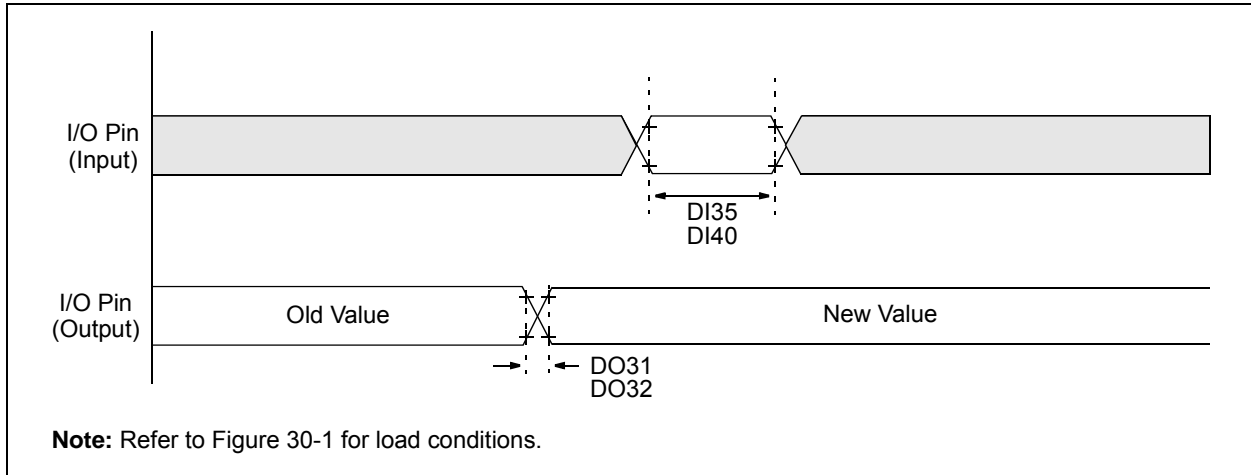 I/O Pin
(Input)
DI35
DI40
I/O Pin
(Output)
Old Value
New Value
DO31
DO32
Note: Refer to Figure 30-1 for load conditions.